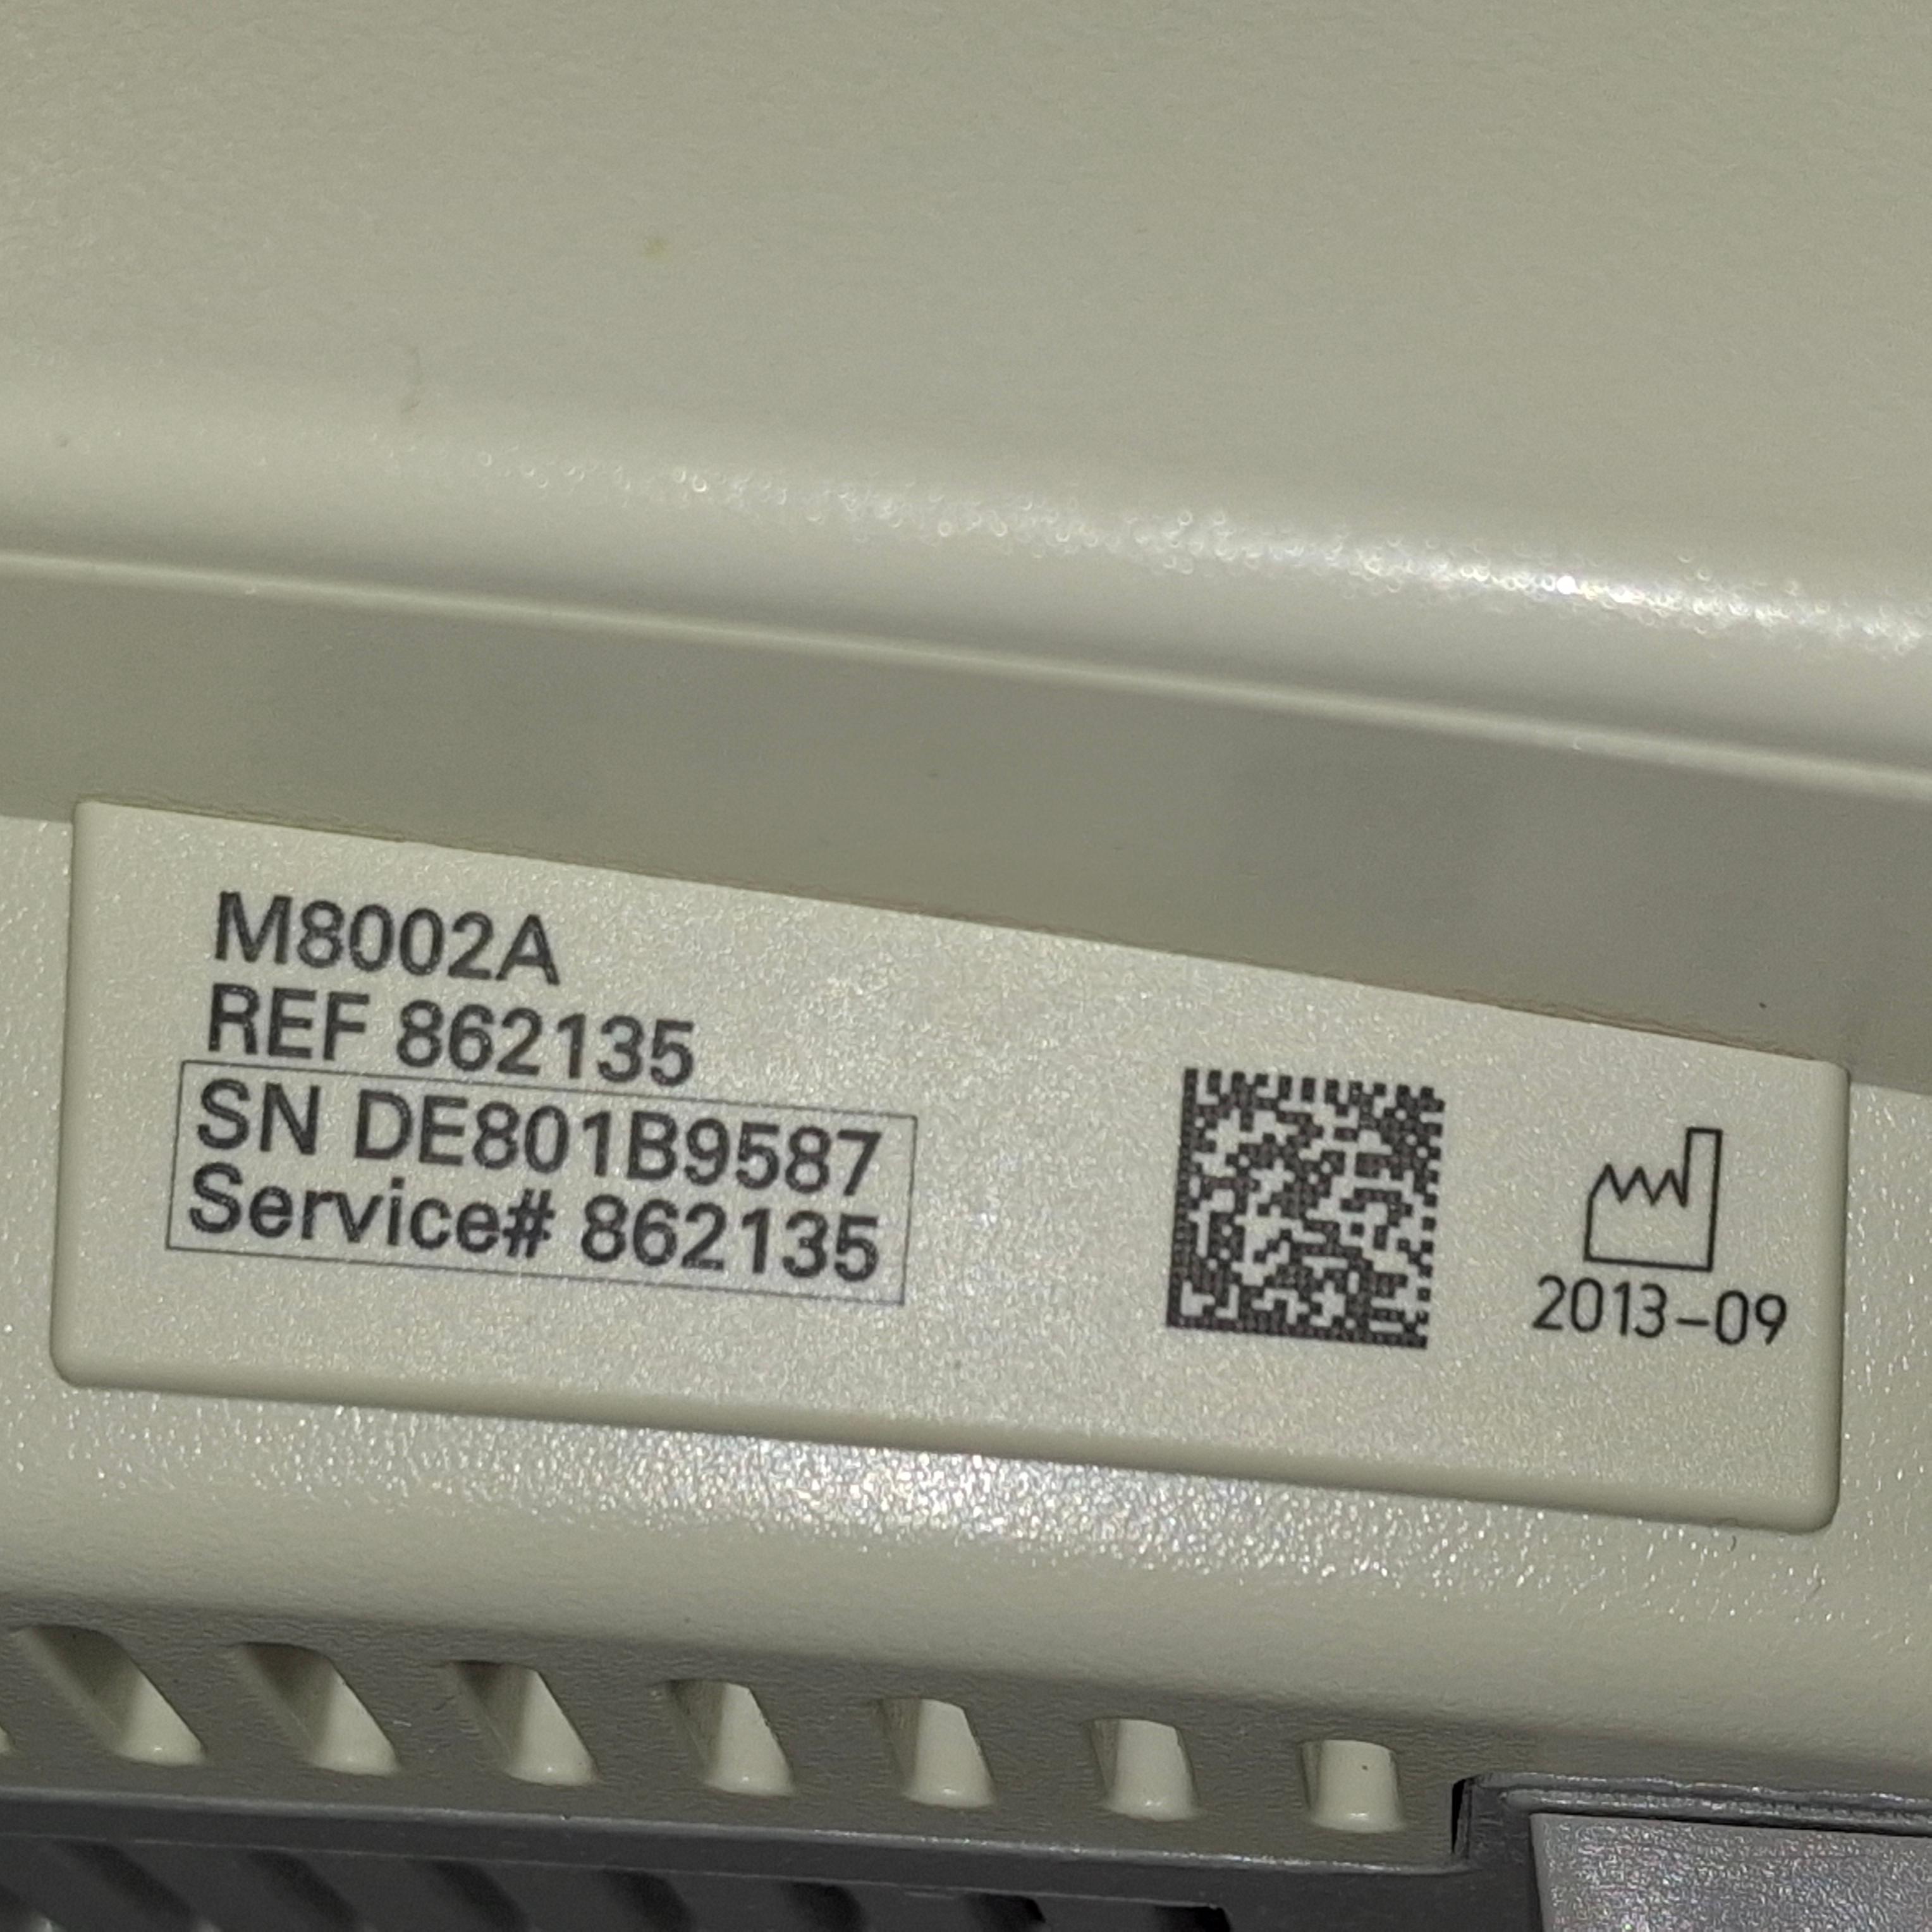 M8002A
REF 862135
SN DE801B9587
Service# 862135
2013-09